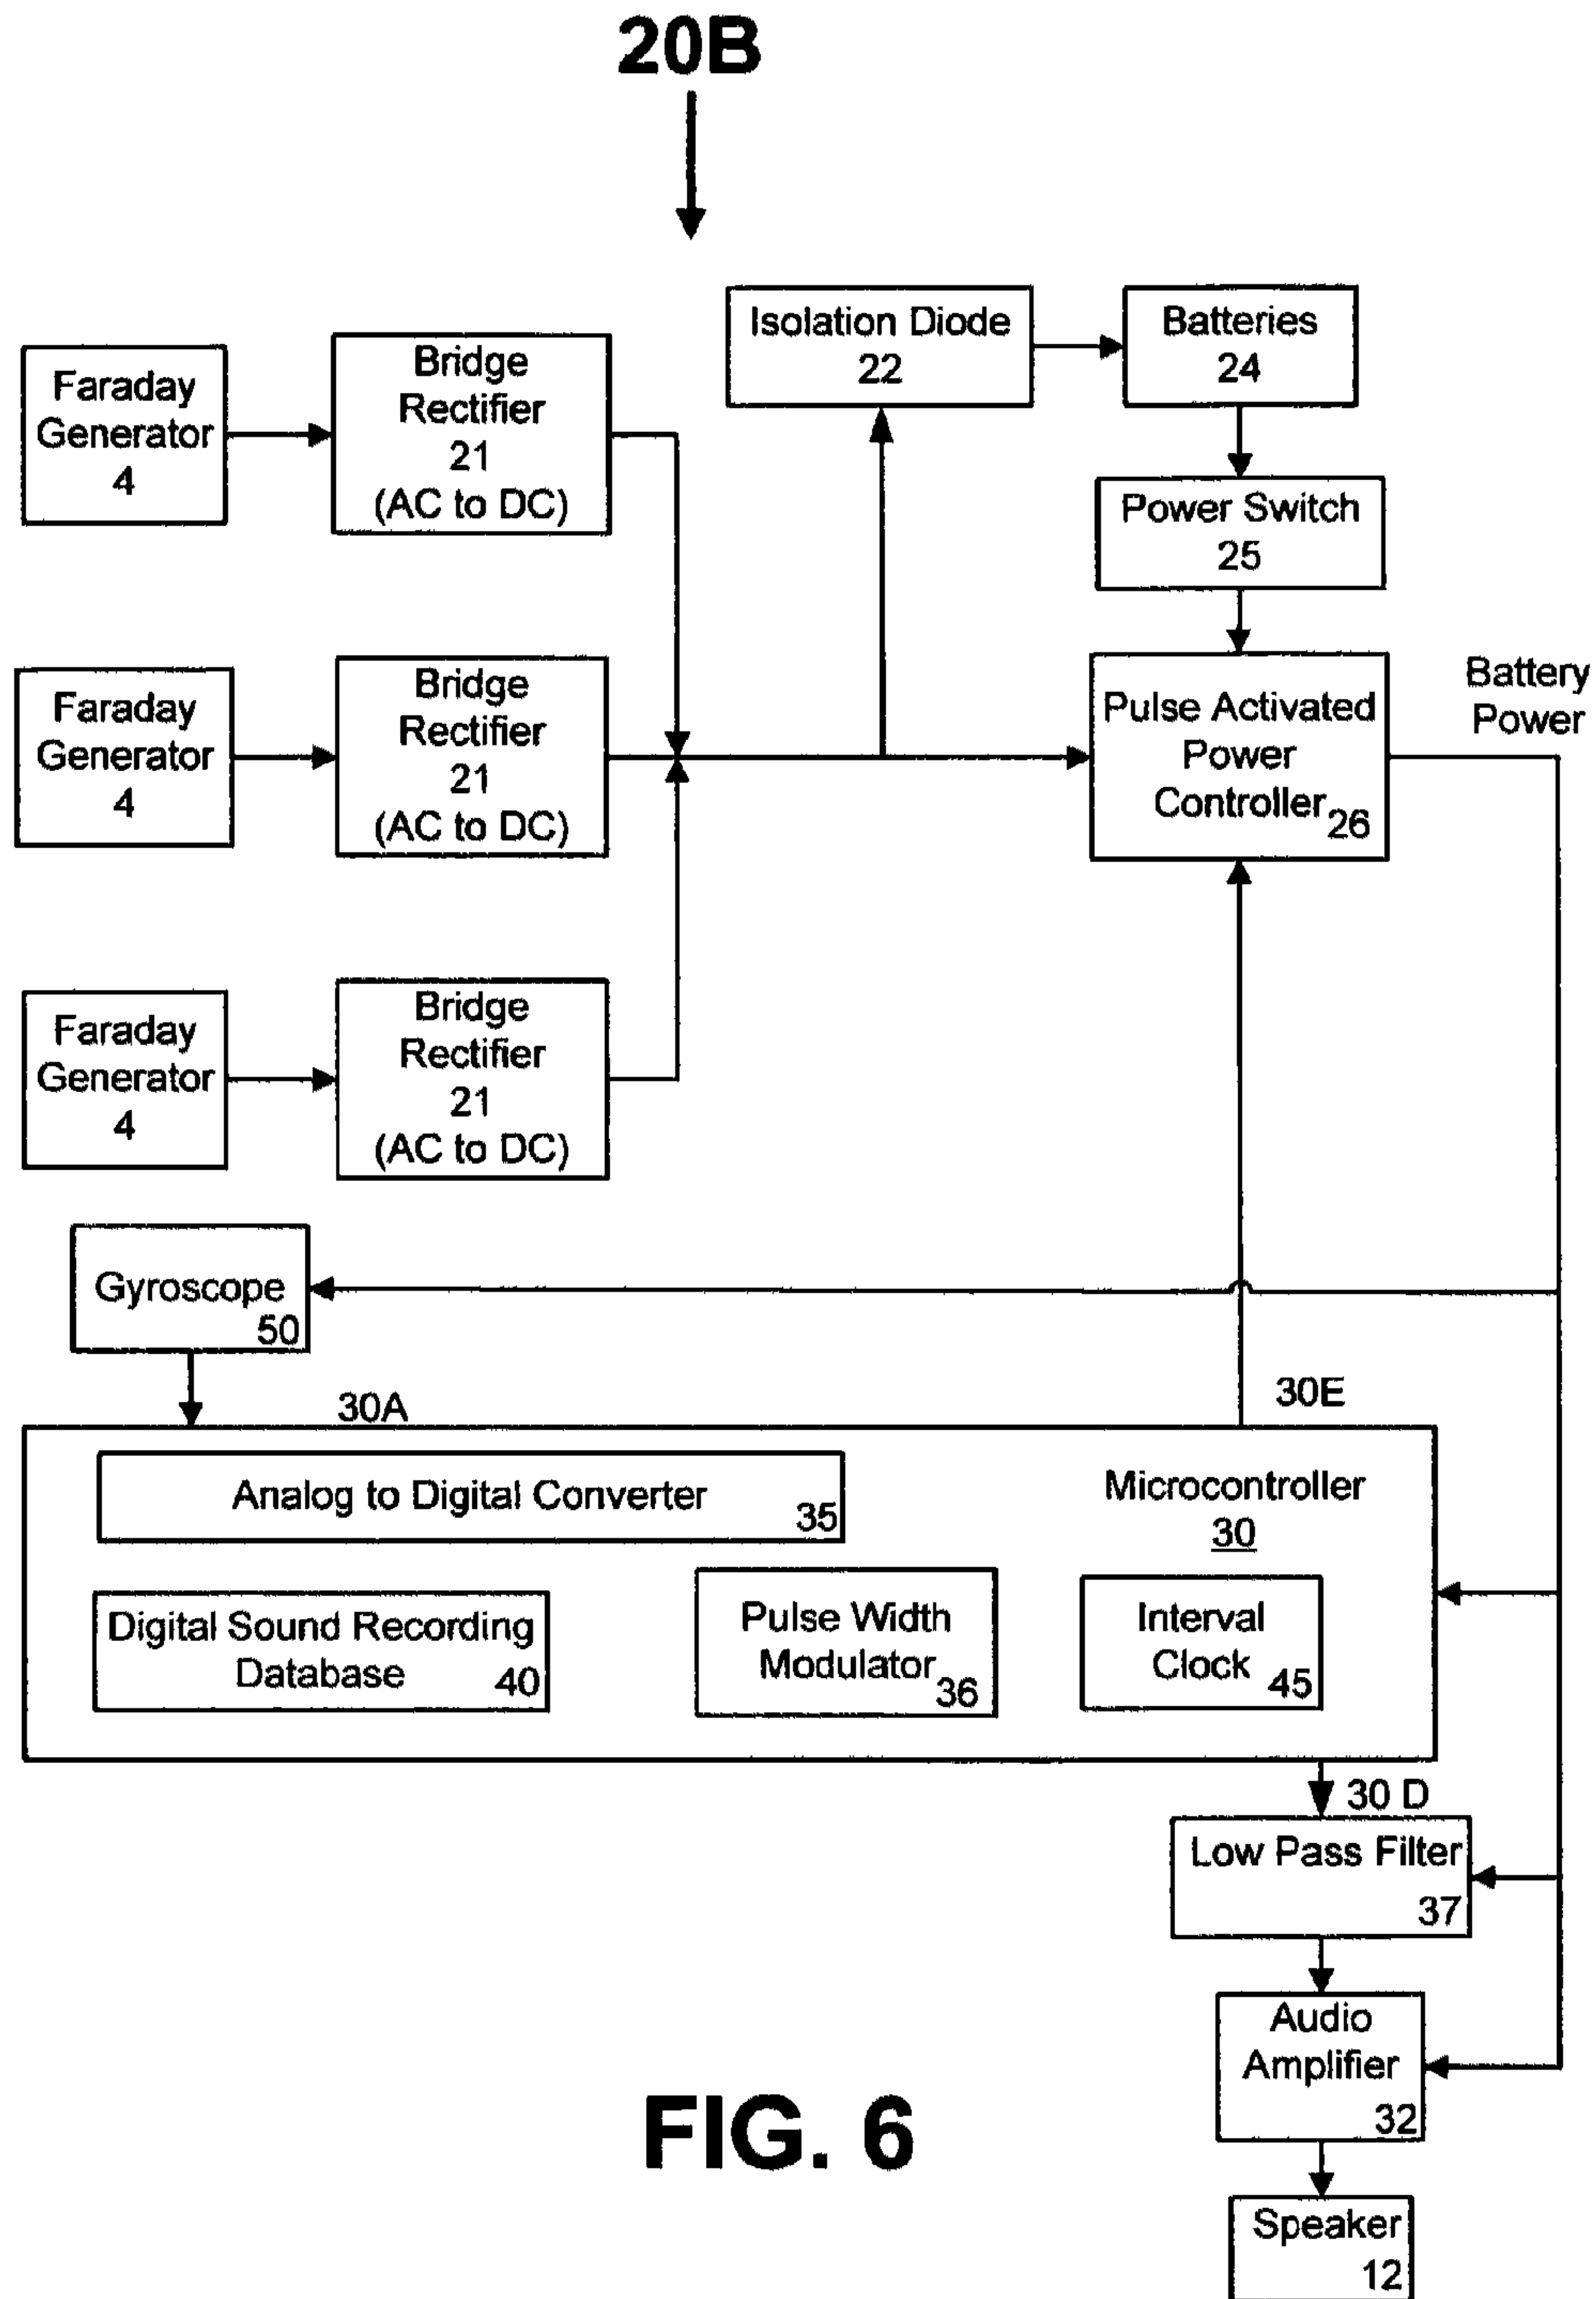 20B
Isolation Diode
22
Batteries
24
Faraday
Generator
4
Bridge
Rectifier
21
(AC to DC)
Power Switch
25
Faraday
Generator
4
Bridge
Rectifier
21
(AC to DC)
Pulse Activated
Power
Controller 26
Battery
Power
Faraday
Generator
4
Bridge
Rectifier
21
(AC to DC)
Gyroscope
50
30A
30E
Analog to Digital Converter
35
Microcontroller
30
Digital Sound Recording
Database 40
Pulse Width
Modulator 36
Interval
Clock 45
30 D
Low Pass Filter
37
Audio
Amplifier
32
Speaker
12
FIG. 6